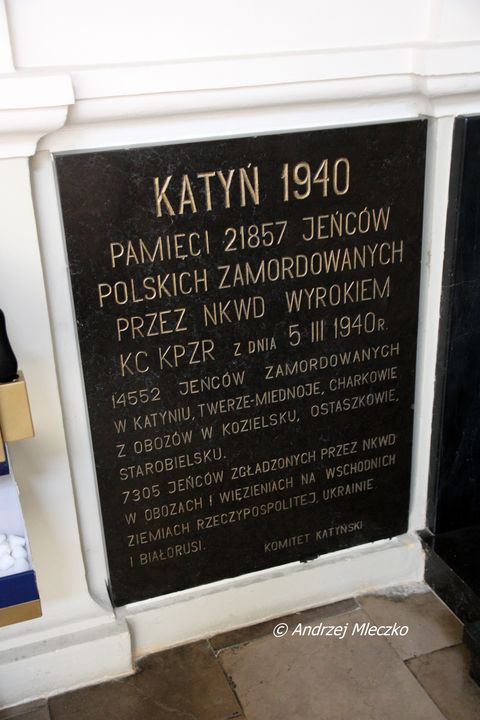 KATYŃ 1940
PAMIĘCI 21857 JEŃCÓW
POLSKICH ZAMORDOWANYCH
PRZEZ NKWD WYROKIEM
KC KPZR Z DNIA 5 III 1940 R.
14552 JEŃCÓW ZAMORDOWANYCH
W KATYNIU, TWERZE-MIEDNOJE, CHARKOWIE
Z OBOZÓW W KOZIELSKU, OSTASZKOWIE,
STAROBIELSKU.
7305 JEŃCÓW ZGŁADZONYCH PRZEZ NKWD
W OBOZACH I WIĘZIENIACH NA WSCHODNICH
ZIEMIACH RZECZYPOSPOLITEJ, UKRAINIE.
I BIAŁORUSI. KOMITET KATYŃSKI
© Andrzej Mleczko